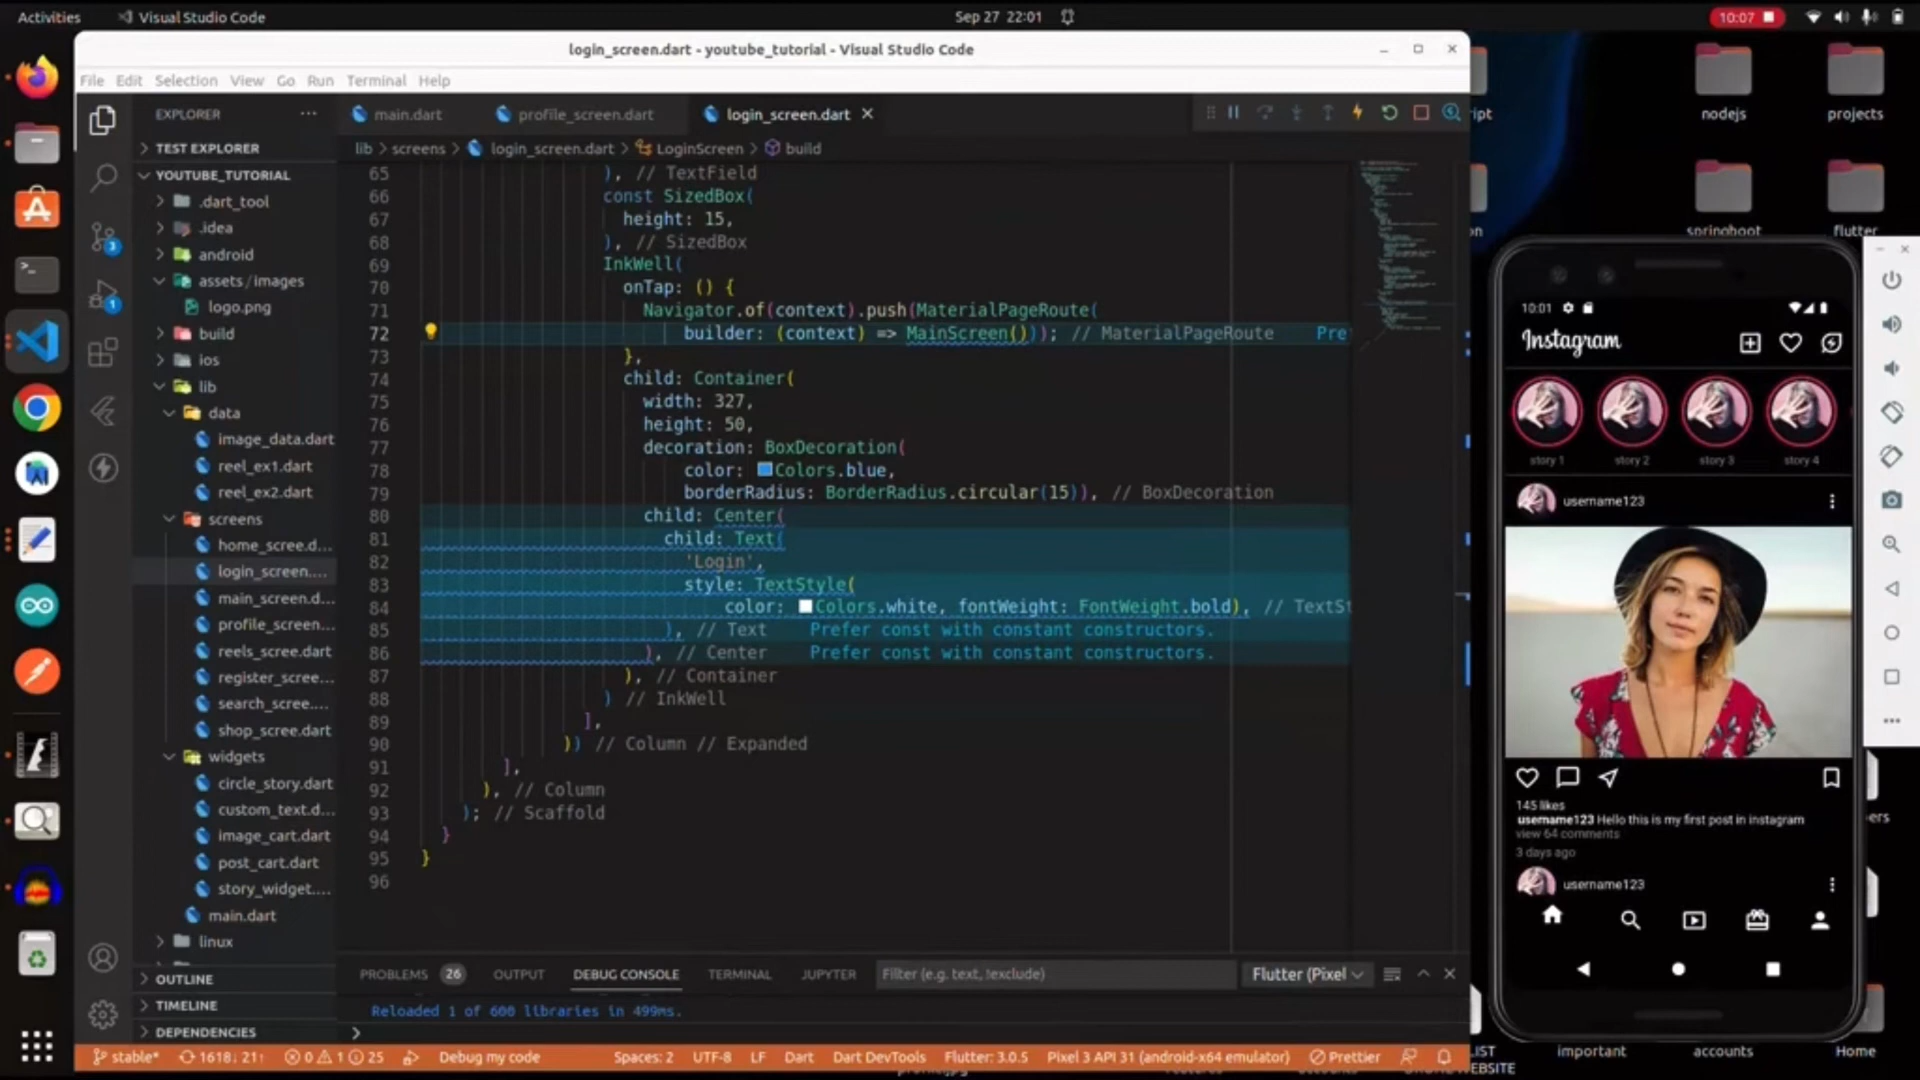 Activities
Visual Studio Code
Sep 27 22:01
10:07
login_screen.dart - youtube_tutorial - Visual Studio Code
File Edit Selection View Go Run Terminal Help
EXPLORER
main.dart
profile_screen.dart
login_screen.dart
lib > screens > login_screen.dart > LoginScreen > build
TEST EXPLORER
YOUTUBE_TUTORIAL
.dart_tool
.idea
android
assets/images
logo.png
build
ios
lib
data
image_data.dart
reel_ex1.dart
reel_ex2.dart
screens
home_scree.d...
login_screen....
main_screen.d...
profile_screen...
reels_scree.dart
register_scree...
search_scree....
shop_scree.dart
widgets
circle_story.dart
custom_text.d...
image_cart.dart
post_cart.dart
story_widget....
main.dart
linux
OUTLINE
TIMELINE
DEPENDENCIES
3
1
65 ), // TextField
66 const SizedBox(
67 height: 15,
68 ), // SizedBox
69 InkWell(
70 onTap: () {
71 Navigator.of(context).push(MaterialPageRoute(
72 builder: (context) => MainScreen())); // MaterialPageRoute Pre
73 },
74 child: Container(
75 width: 327,
76 height: 50,
77 decoration: BoxDecoration(
78 color: Colors.blue,
79 borderRadius: BorderRadius.circular(15)), // BoxDecoration
80 child: Center(
81 child: Text(
82 'Login',
83 style: TextStyle(
84 color: Colors.white, fontWeight: FontWeight.bold), // TextSt
85 ), // Text Prefer const with constant constructors.
86 ), // Center Prefer const with constant constructors.
87 ), // Container
88 ) // InkWell
89 ],
90 )) // Column // Expanded
91 ],
92 ), // Column
93 ); // Scaffold
94 }
95 }
96
PROBLEMS 26 OUTPUT DEBUG CONSOLE TERMINAL JUPYTER
Filter (e.g. text, !exclude)
Flutter (Pixel
Reloaded 1 of 600 libraries in 499ms.
stable* 1618↓ 21↑ 0 1 25 Debug my code
Spaces: 2 UTF-8 LF Dart Dart DevTools Flutter: 3.0.5 Pixel 3 API 31 (android-x64 emulator) Prettier
nodejs
projects
springboot
flutter
10:01
Instagram
story 1
story 2
story 3
story 4
username123
145 likes
username123 Hello this is my first post in instagram
view 64 comments
3 days ago
username123
important
accounts
Home